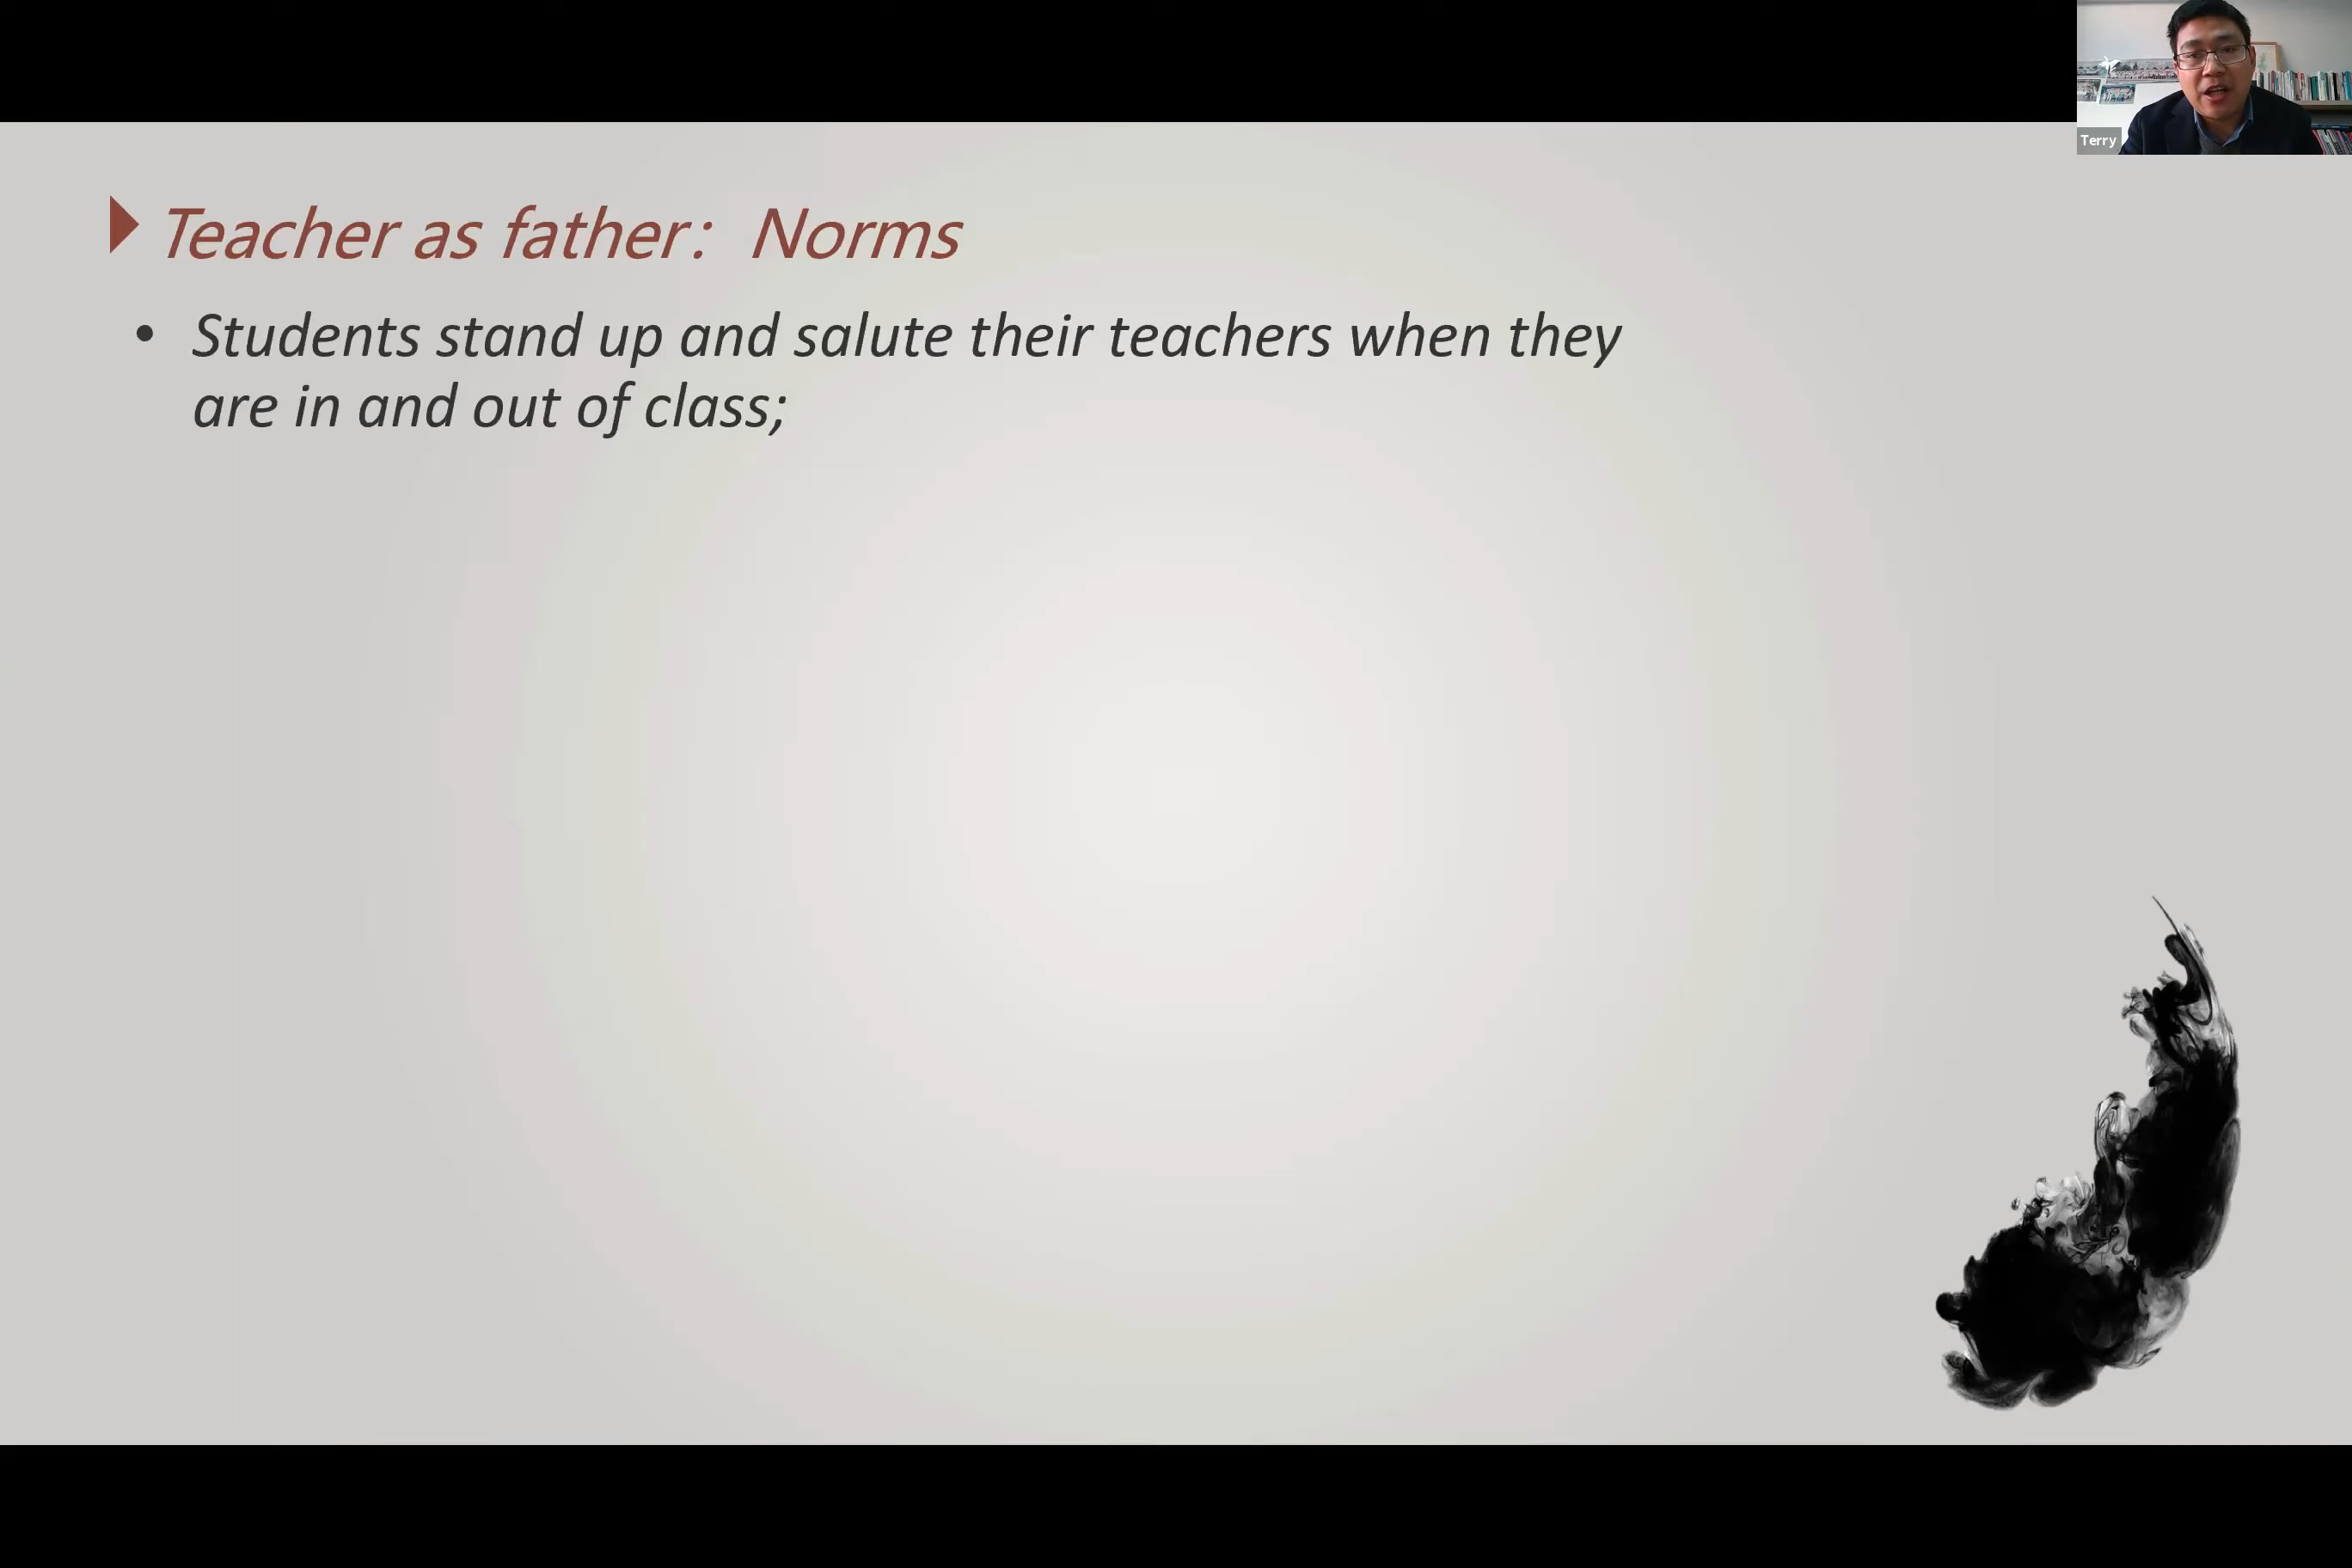 Terry
Teacher as father: Norms
• Students stand up and salute their teachers when they
are in and out of class;